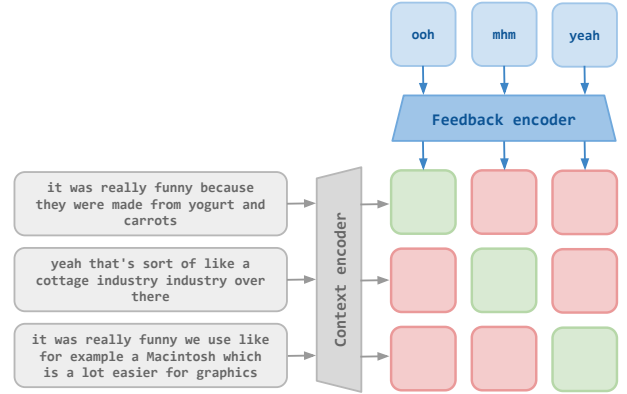 ooh
mhm
yeah
Feedback encoder
it was really funny because
they were made from yogurt and
carrots
yeah that's sort of like a
cottage industry industry over
there
it was really funny we use like
for example a Macintosh which
is a lot easier for graphics
Context encoder